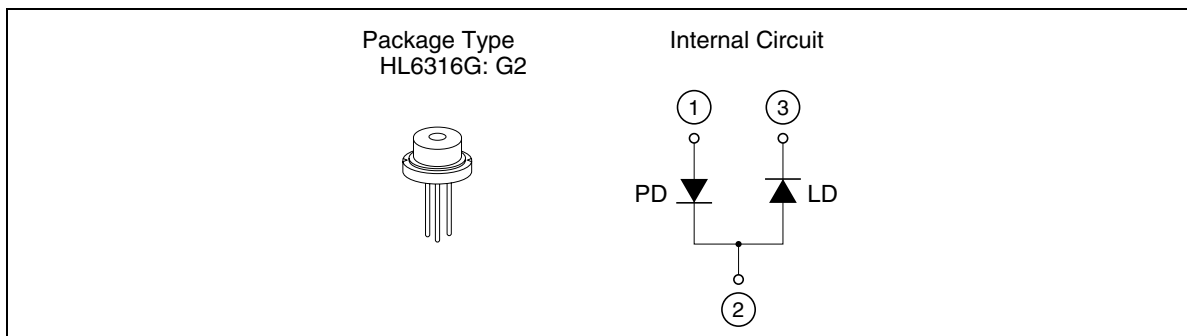 Package Type
HL6316G: G2
Internal Circuit
1
3
PD
LD
2